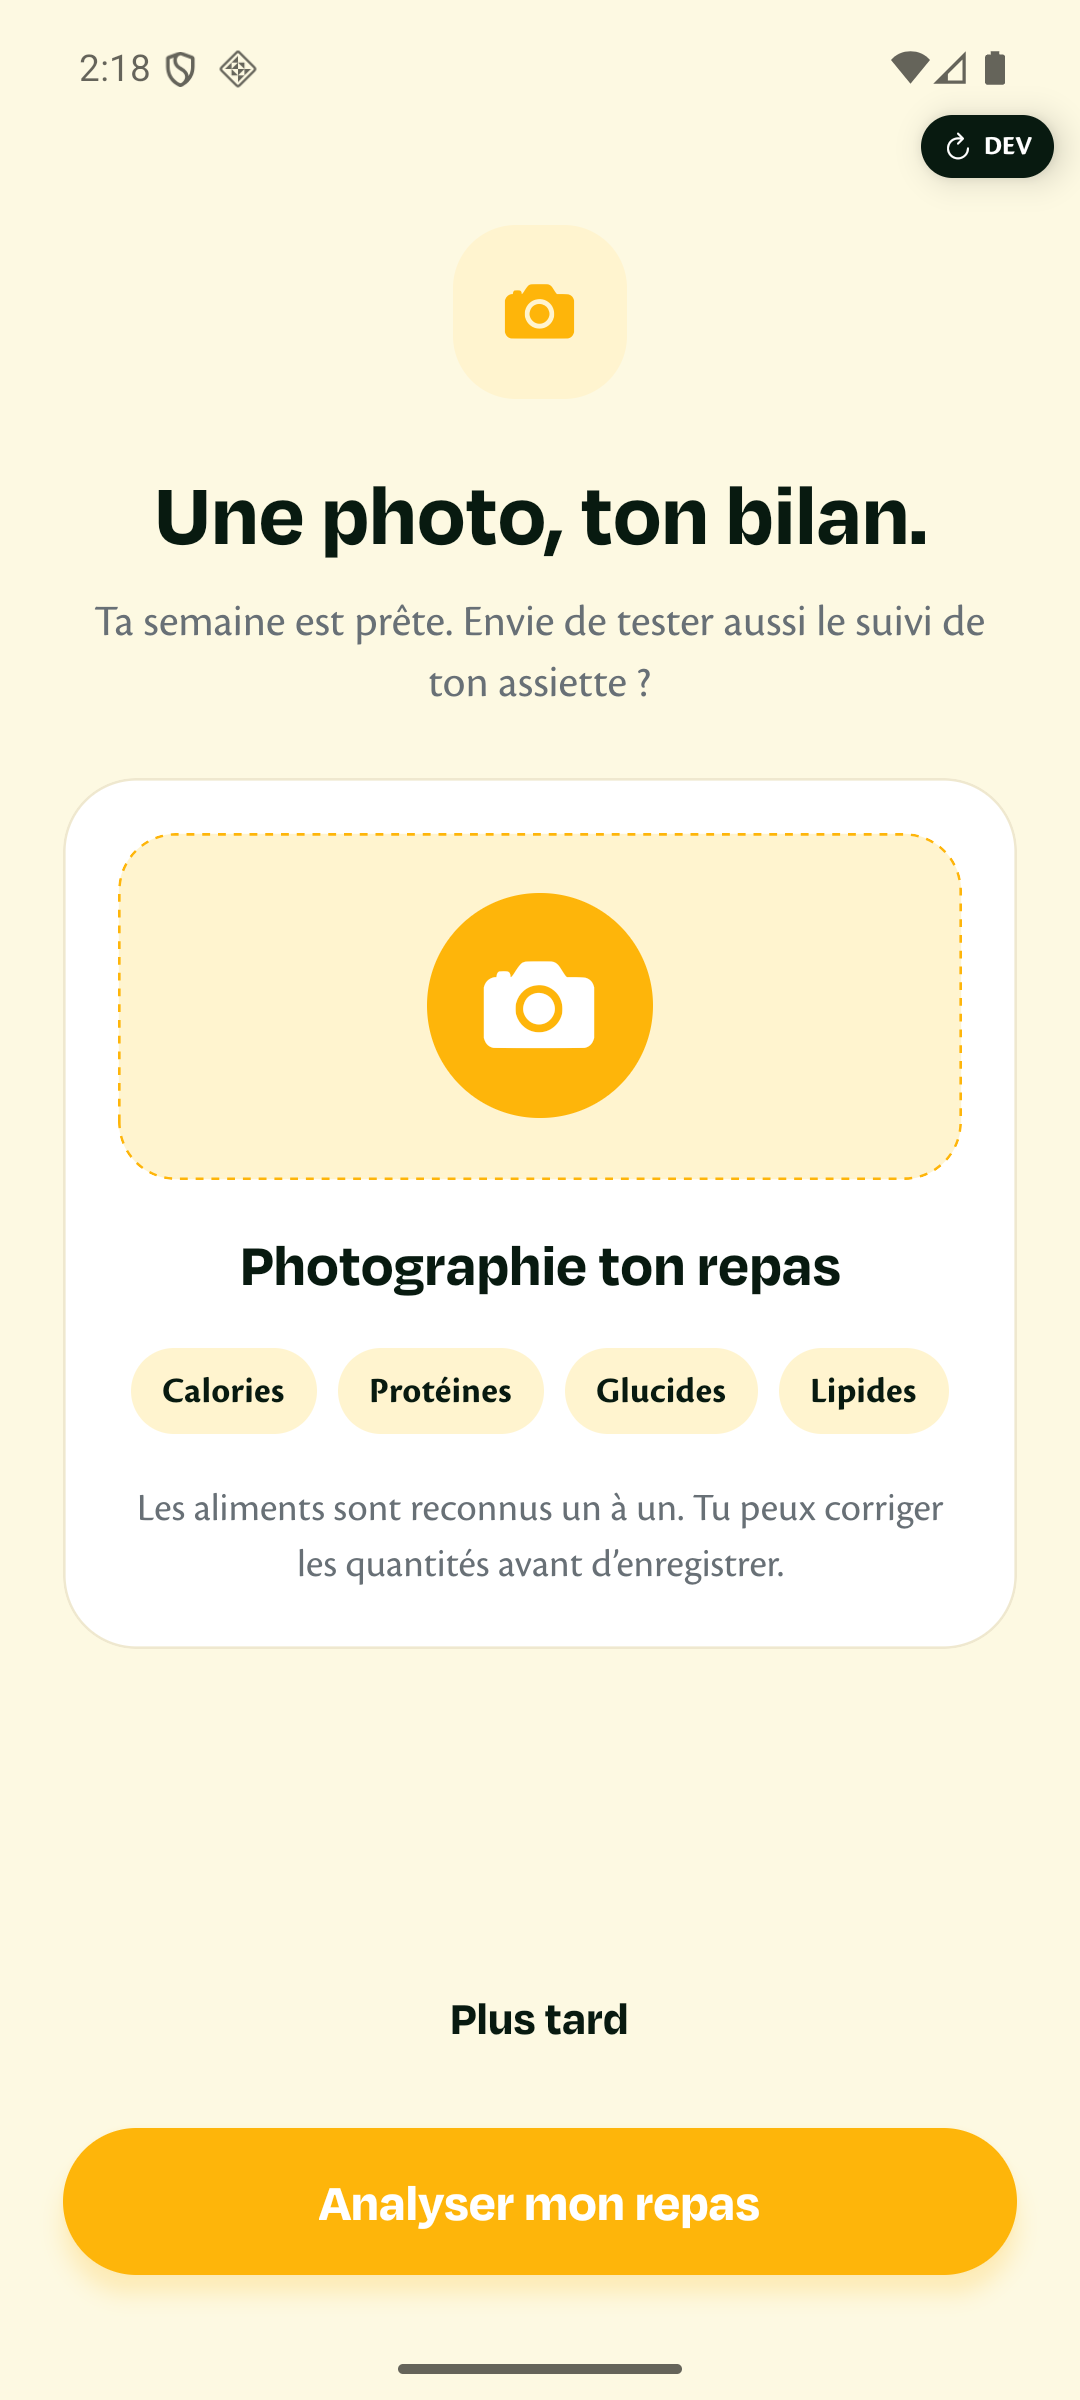 2:18
DEV
Une photo, ton bilan.
Ta semaine est prête. Envie de tester aussi le suivi de
ton assiette ?
Photographie ton repas
Calories Protéines Glucides Lipides
Les aliments sont reconnus un à un. Tu peux corriger
les quantités avant d’enregistrer.
Plus tard
Analyser mon repas